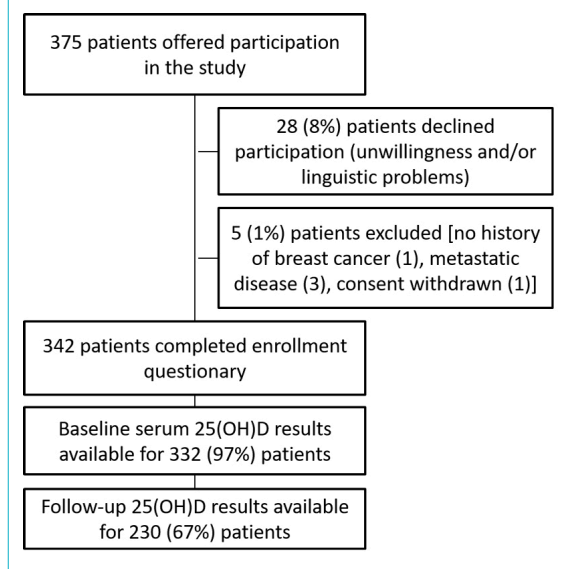 375 patients offered participation
in the study
28 (8%) patients declined
participation (unwillingness and/or
linguistic problems)
5 (1%) patients excluded [no history
of breast cancer (1), metastatic
disease (3), consent withdrawn (1)]
342 patients completed enrollment
questionary
Baseline serum 25(OH)D results
available for 332 (97%) patients
Follow-up 25(OH)D results available
for 230 (67%) patients